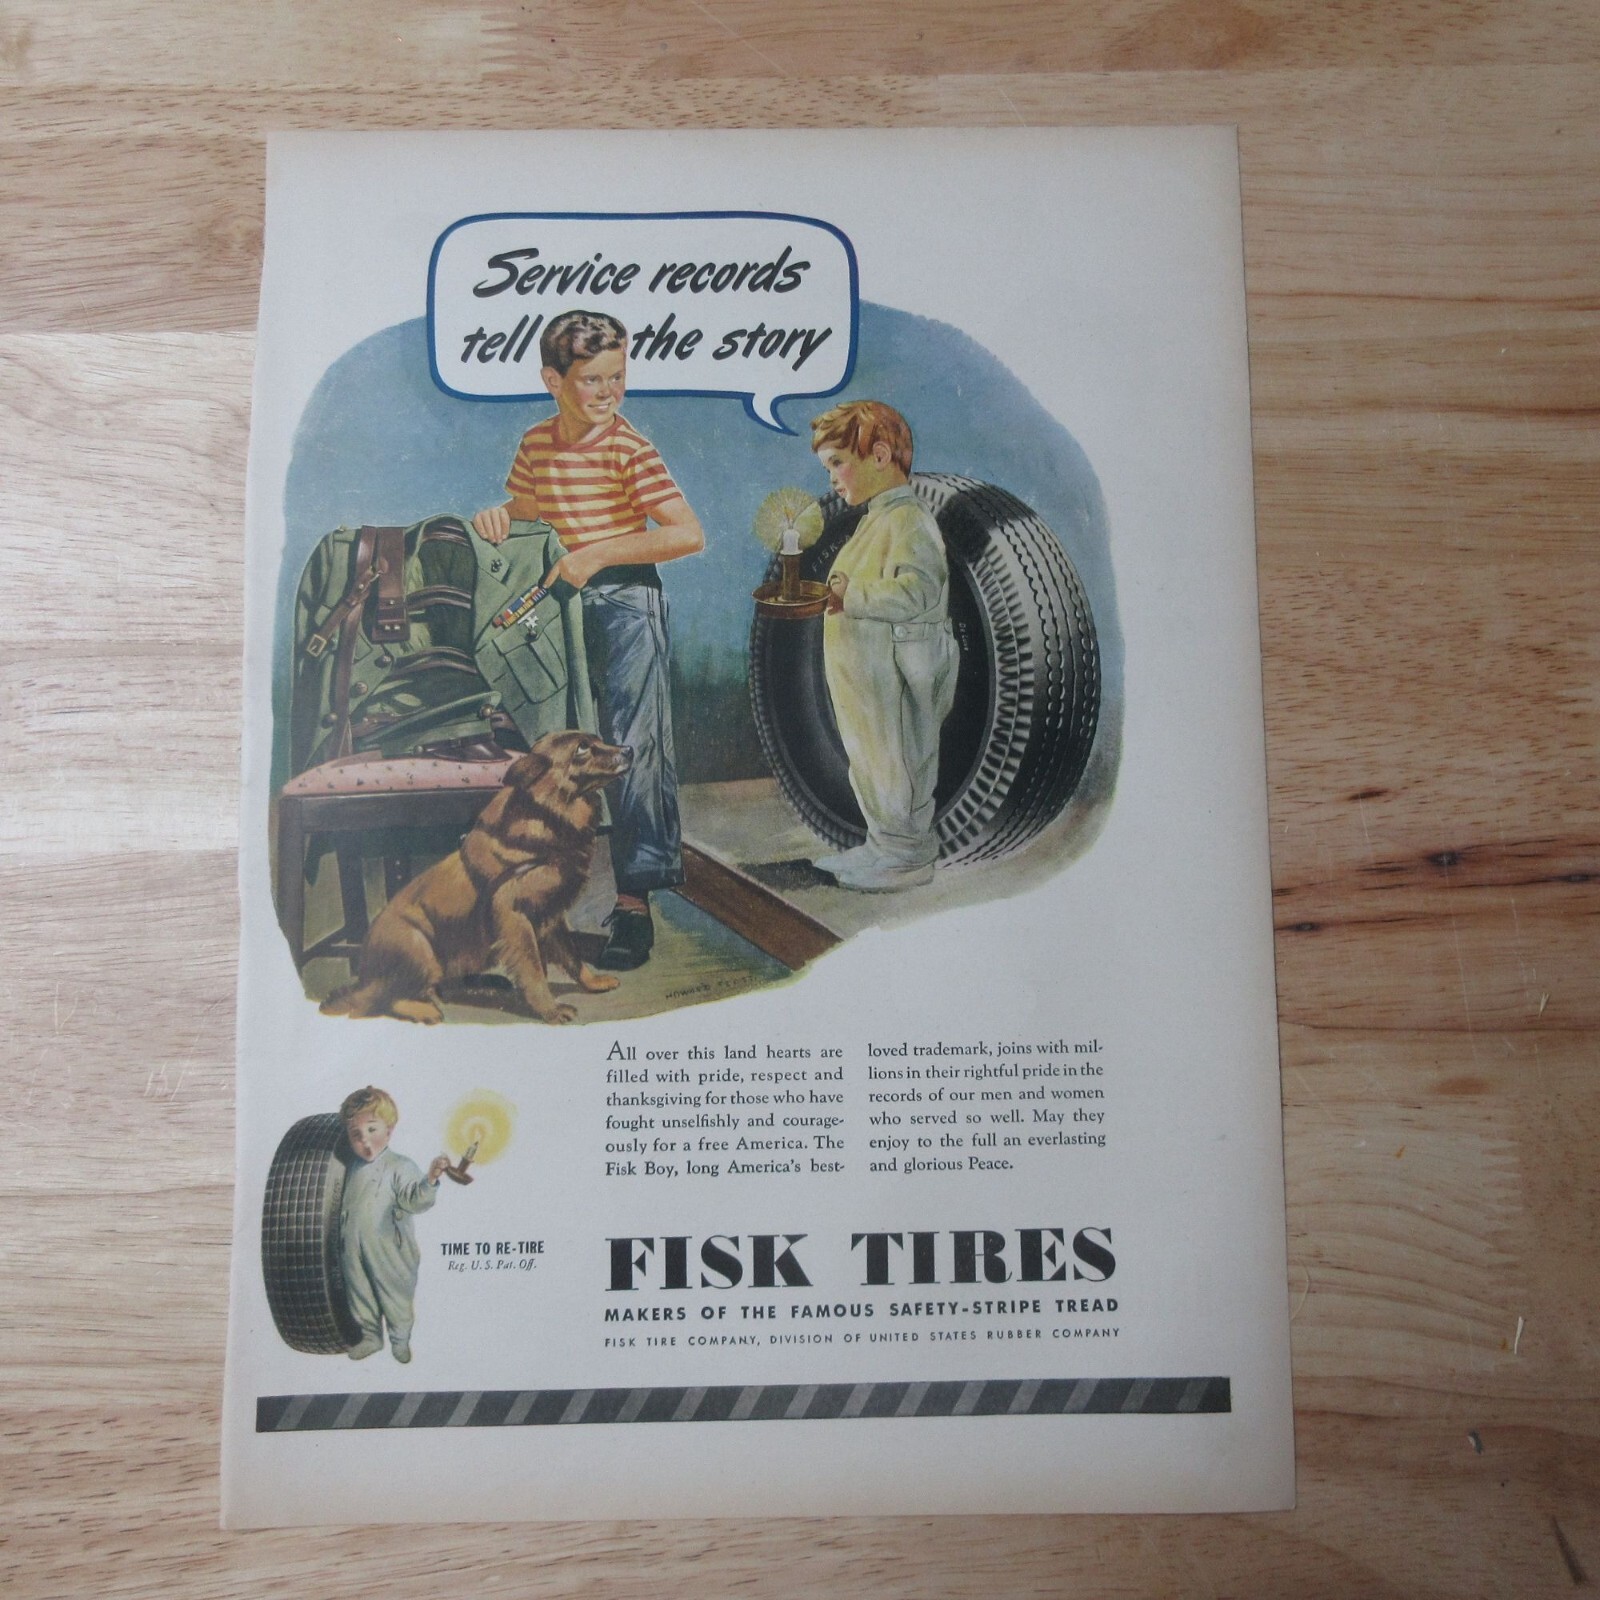 Service records
tell the story
FISK
All over this land hearts are
filled with pride, respect and
thanksgiving for those who have
fought unselfishly and courage-
ously for a free America. The
Fisk Boy, long America's best-
loved trademark, joins with mil-
lions in their rightful pride in the
records of our men and women
who served so well. May they
enjoy to the full an everlasting
and glorious Peace.
TIME TO RE-TIRE
Reg. U. S. Pat. Off.
FISK TIRES
MAKERS OF THE FAMOUS SAFETY-STRIPE TREAD
FISK TIRE COMPANY, DIVISION OF UNITED STATES RUBBER COMPANY